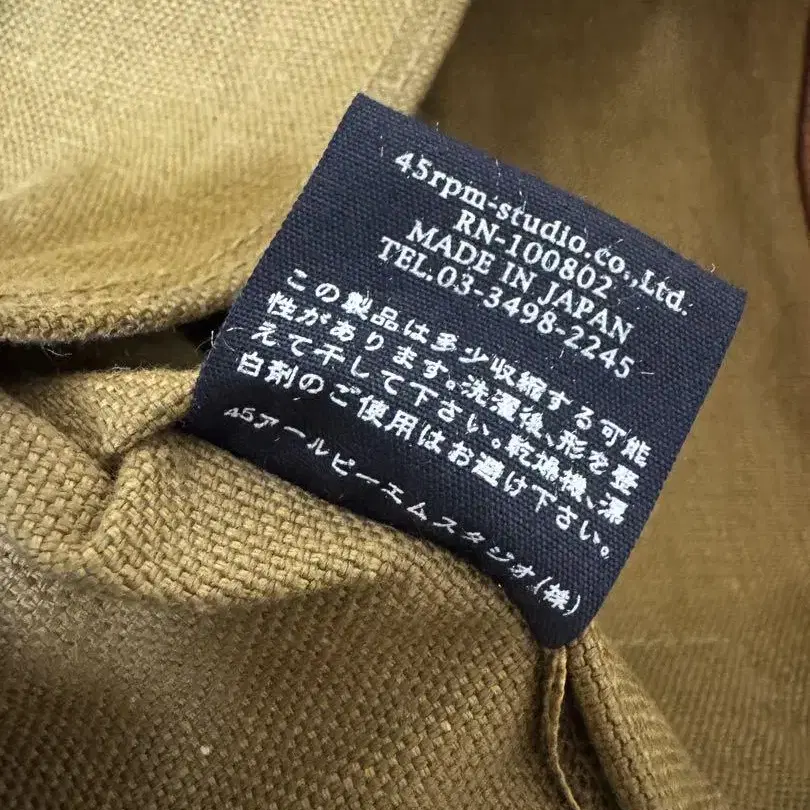 45rpm-studio.co.,Ltd.
RN-100802
MADE IN JAPAN
TEL.03-3498-2245
この製品は多少収縮する可能
性があります。洗濯後、形を整
えて干して下さい。乾燥機、漂
白剤のご使用はお避け下さい。
45アールピーエムスタジオ(株)